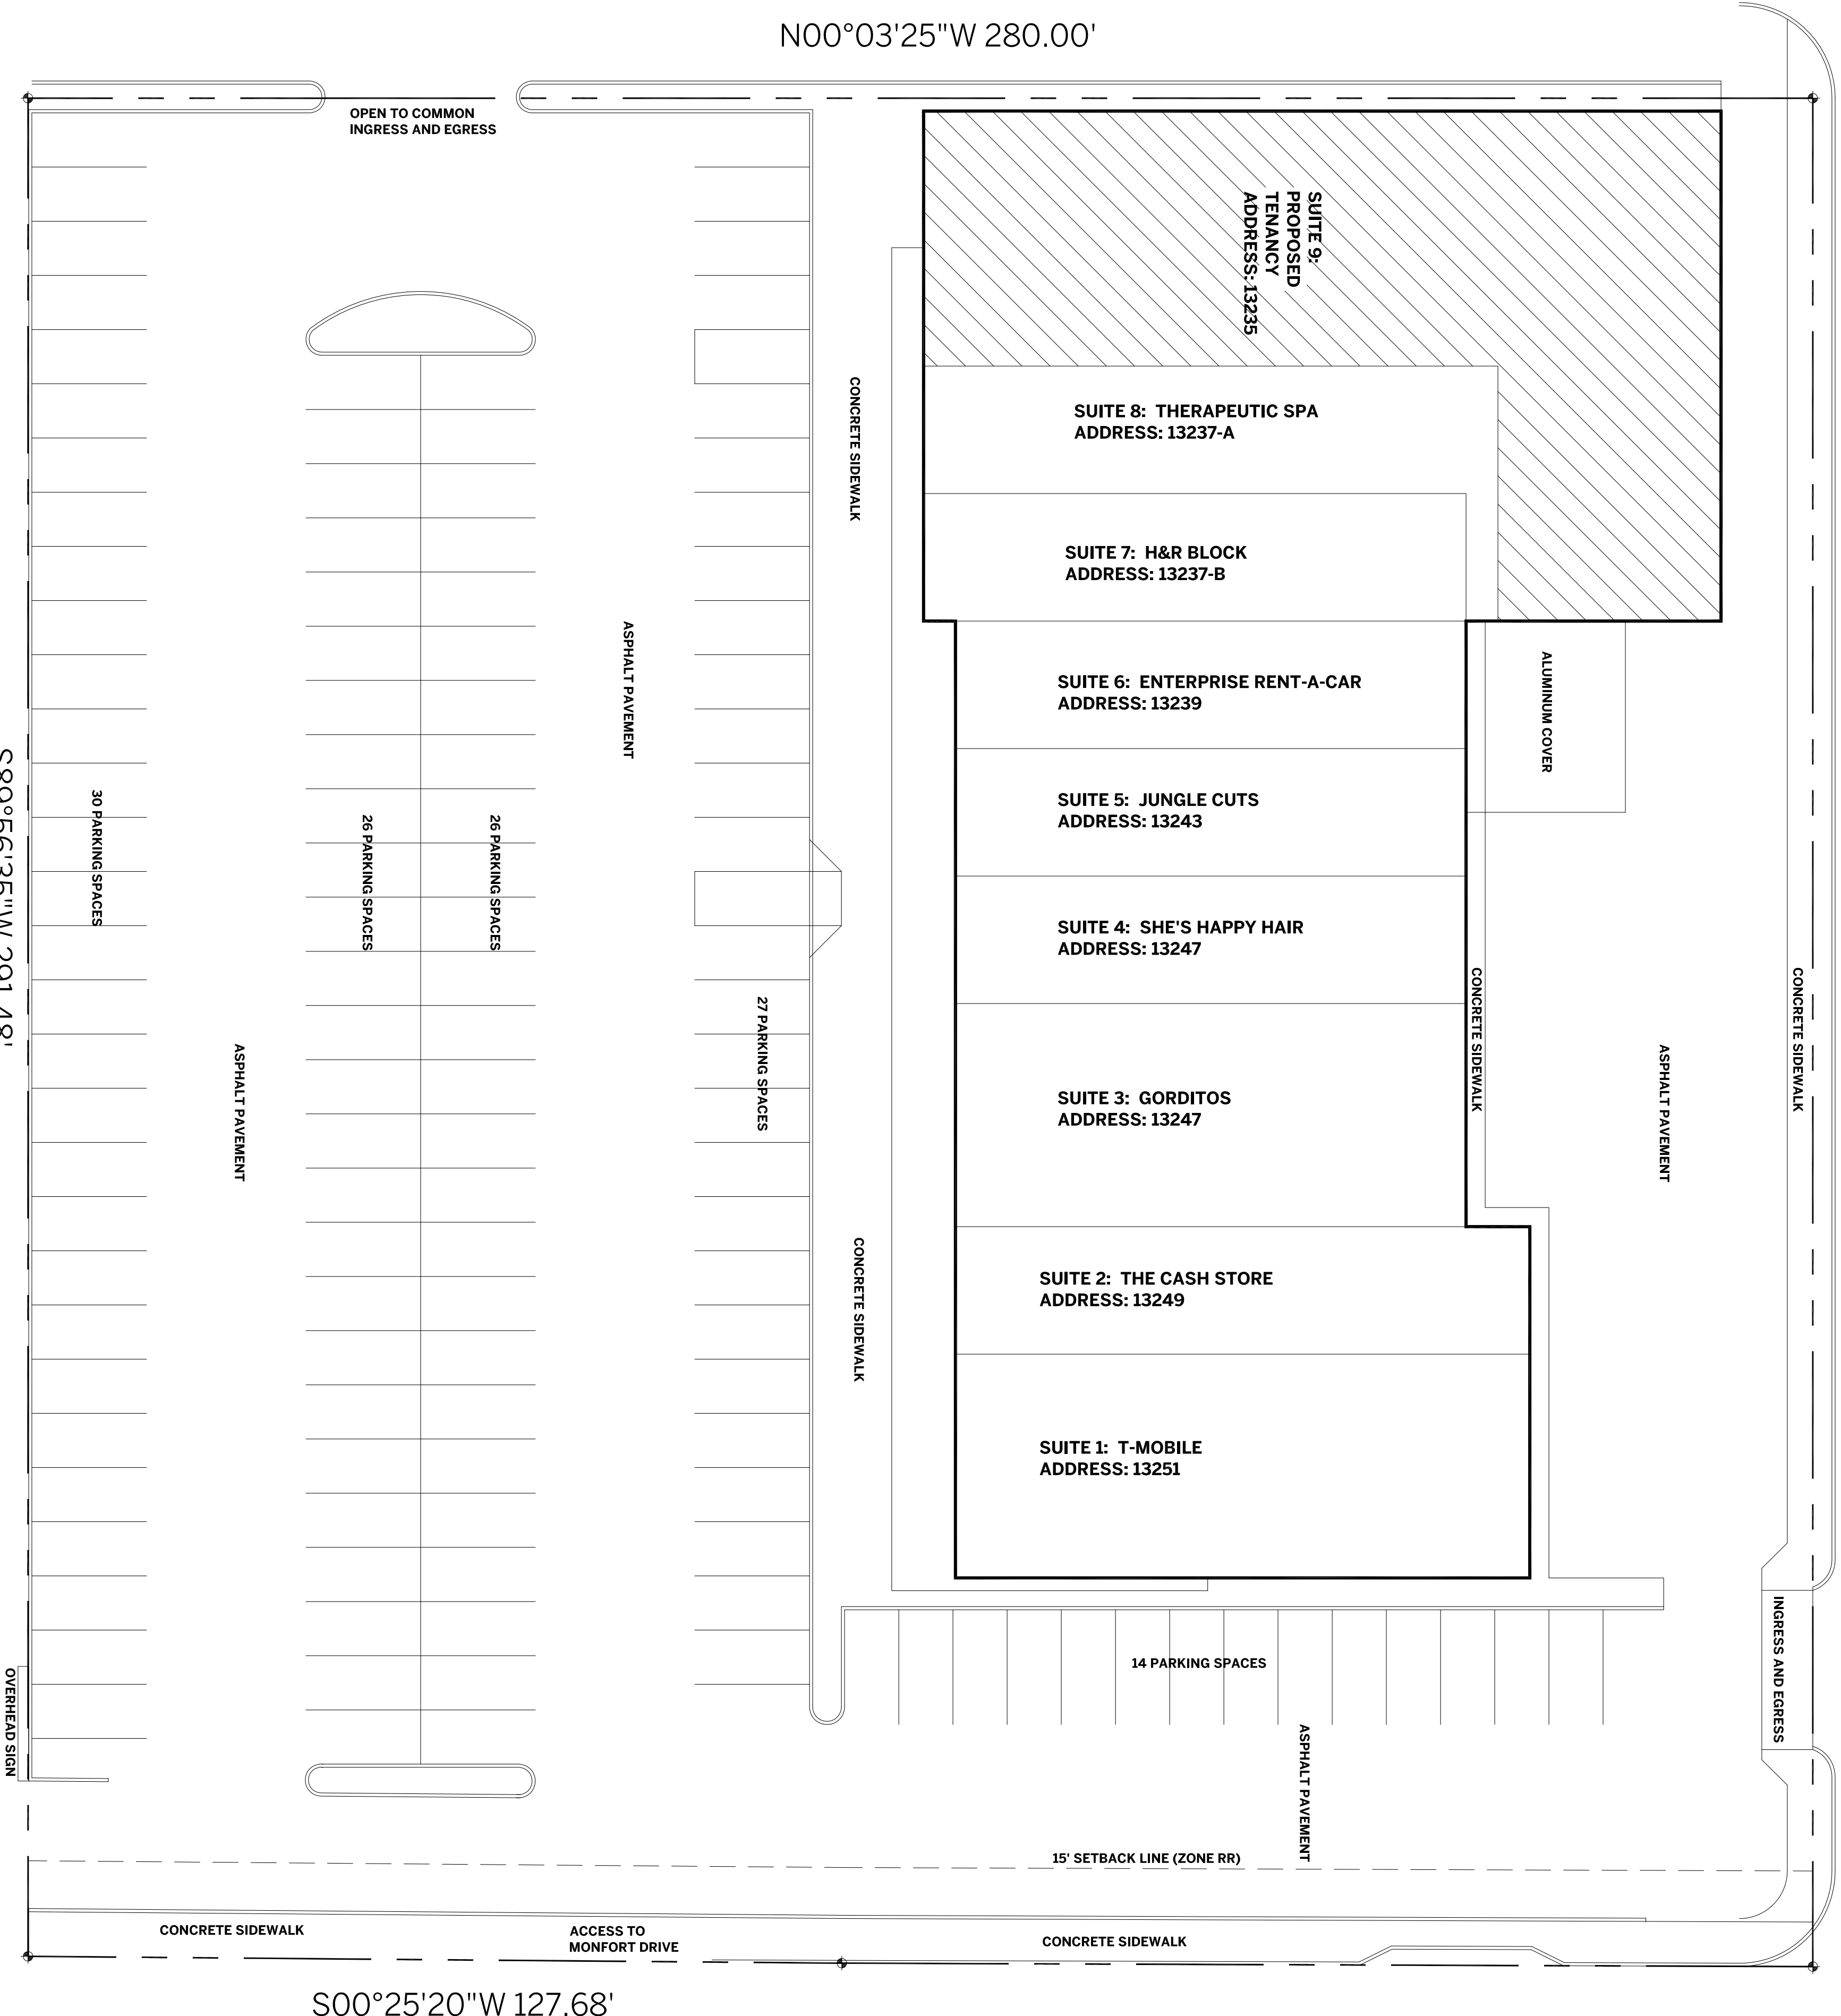 N00°03'25"W 280.00'
OPEN TO COMMON
INGRESS AND EGRESS
SUITE 9:
PROPOSED
TENANCY
ADDRESS: 13235
CONCRETE SIDEWALK
SUITE 8: THERAPEUTIC SPA
ADDRESS: 13237-A
SUITE 7: H&R BLOCK
ADDRESS: 13237-B
ASPHALT PAVEMENT
SUITE 6: ENTERPRISE RENT-A-CAR
ADDRESS: 13239
ALUMINUM COVER
S89°56'35"W 291.48'
30 PARKING SPACES
26 PARKING SPACES
26 PARKING SPACES
SUITE 5: JUNGLE CUTS
ADDRESS: 13243
SUITE 4: SHE'S HAPPY HAIR
ADDRESS: 13247
27 PARKING SPACES
CONCRETE SIDEWALK
CONCRETE SIDEWALK
ASPHALT PAVEMENT
ASPHALT PAVEMENT
SUITE 3: GORDITOS
ADDRESS: 13247
CONCRETE SIDEWALK
SUITE 2: THE CASH STORE
ADDRESS: 13249
SUITE 1: T-MOBILE
ADDRESS: 13251
INGRESS AND EGRESS
14 PARKING SPACES
OVERHEAD SIGN
ASPHALT PAVEMENT
15' SETBACK LINE (ZONE RR)
CONCRETE SIDEWALK
ACCESS TO
MONFORT DRIVE
CONCRETE SIDEWALK
S00°25'20"W 127.68'